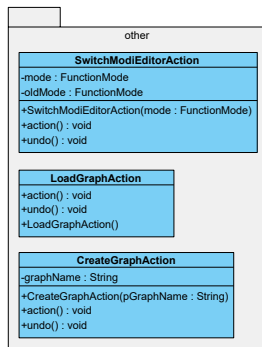 other
SwitchModiEditorAction
-mode : FunctionMode
-oldMode : FunctionMode
+SwitchModiEditorAction(mode : FunctionMode)
+action() : void
+undo() : void
LoadGraphAction
+action() : void
+undo() : void
+LoadGraphAction()
CreateGraphAction
-graphName : String
+CreateGraphAction(pGraphName : String)
+action() : void
+undo() : void